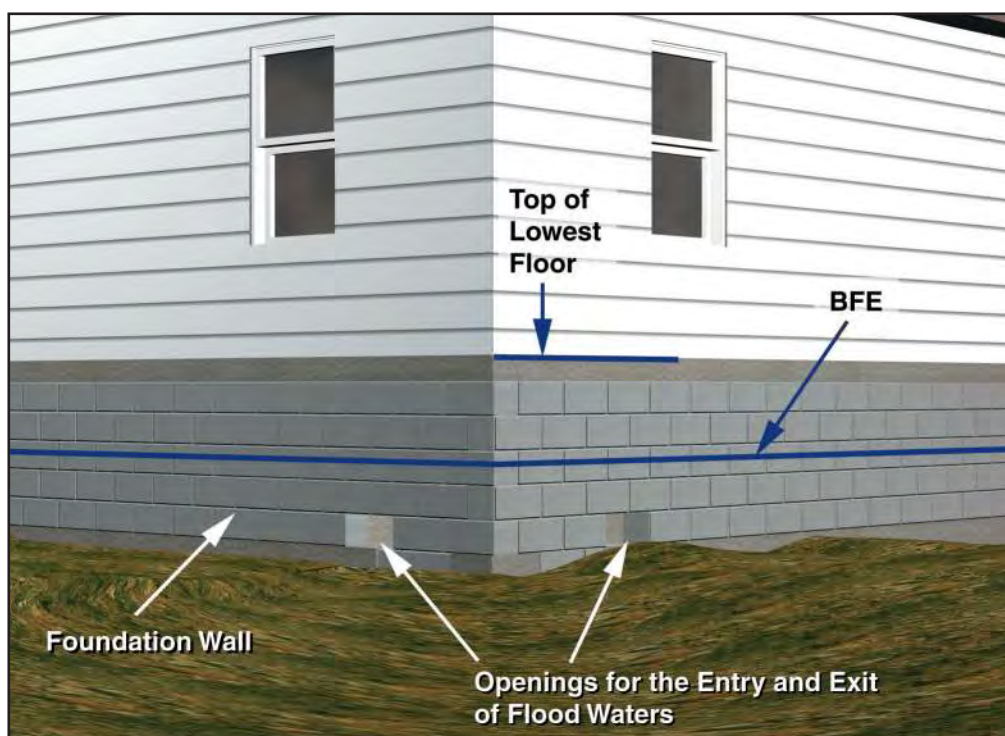 Top of
Lowest
Floor
BFE
Foundation Wall
Openings for the Entry and Exit
of Flood Waters